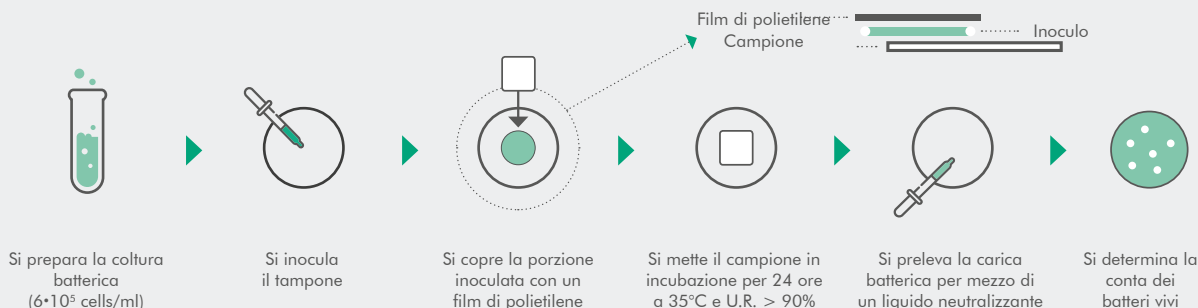 Film di polietilene
Campione
Inoculo
Si prepara la coltura
batterica
(6•10⁵ cells/ml)
Si inocula
il tampone
Si copre la porzione
inoculata con un
film di polietilene
Si mette il campione in
incubazione per 24 ore
a 35°C e U.R. > 90%
Si preleva la carica
batterica per mezzo di
un liquido neutralizzante
Si determina la
conta dei
batteri vivi